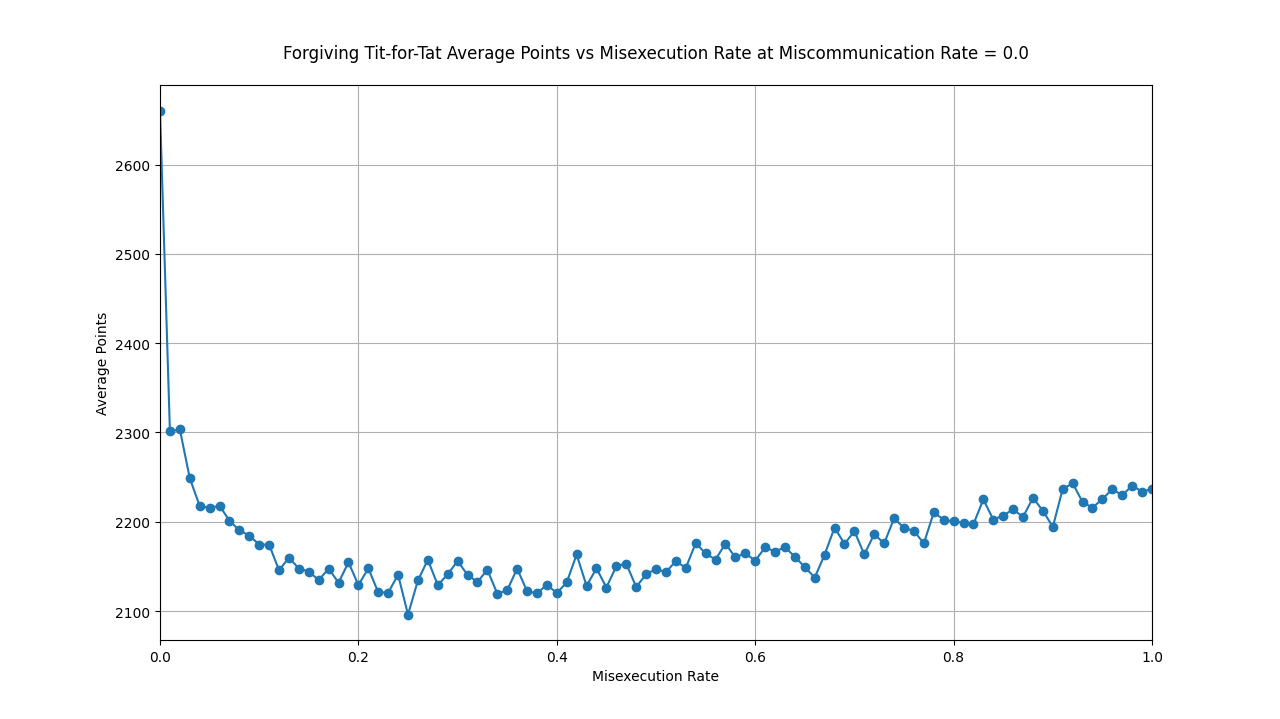 Forgiving Tit-for-Tat Average Points vs Misexecution Rate at Miscommunication Rate = 0.0
2600
2500
2400
2300
2200
2100
Average Points
0.0 0.2 0.4 0.6 0.8 1.0
Misexecution Rate